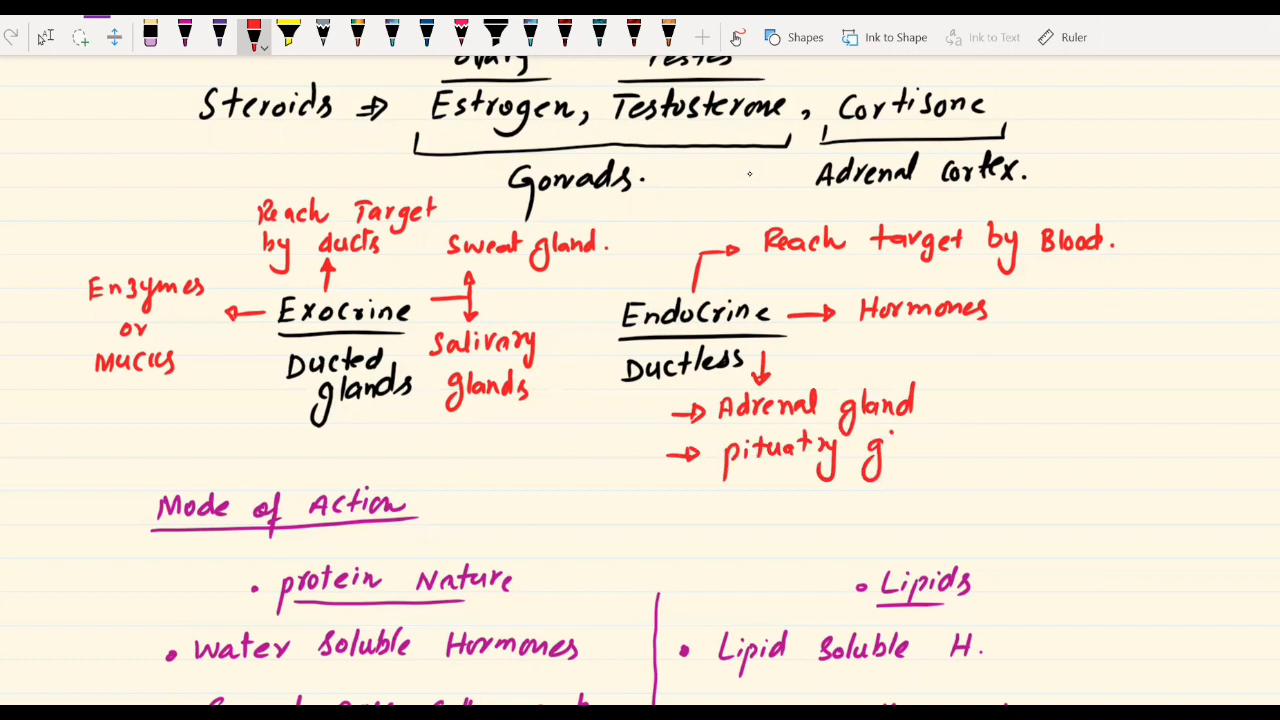 Shapes Ink to Shape Ink to Text Ruler
Ovary Testes
Steroids ⇒ Estrogen, Testosterone, Cortisone
Gonads. Adrenal cortex.
Reach Target
by ducts
Sweat gland.
Reach target by Blood.
Enzymes
or
Mucus
Exocrine
Ducted
glands
Salivary
glands
Endocrine → Hormones
Ductless
→ Adrenal gland
→ pituatry g
Mode of Action
• protein Nature
• Water soluble Hormones
• Lipids
• Lipid soluble H.